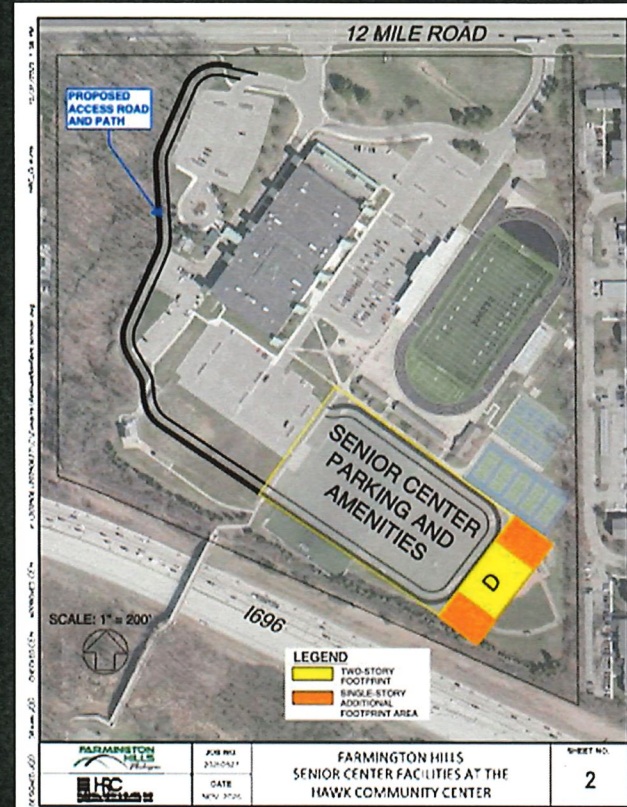 12 MILE ROAD
PROPOSED
ACCESS ROAD
AND PATH
SENIOR CENTER
PARKING AND
AMENITIES
D
SCALE: 1" = 200'
I696
LEGEND
TWO-STORY
FOOTPRINT
SINGLE-STORY
ADDITIONAL
FOOTPRINT AREA
FARMINGTON
HILLS
Michigan
HRC
JOB NO.
DATE
FARMINGTON HILLS
SENIOR CENTER FACILITIES AT THE
HAWK COMMUNITY CENTER
SHEET NO.
2